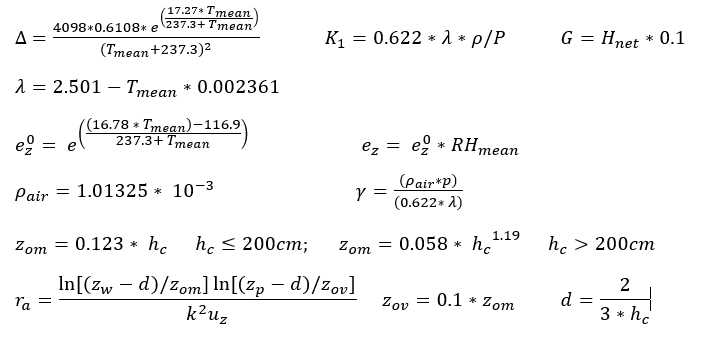 Δ = (4098*0.6108* e^((17.27* T_mean)/(237.3+ T_mean)))/((T_mean+237.3)^2) K_1 = 0.622 * λ * ρ/P G = H_net * 0.1
λ = 2.501 − T_mean * 0.002361
e_z^0 = e^(((16.78 * T_mean)−116.9)/(237.3+ T_mean)) e_z = e_z^0 * RH_mean
ρ_air = 1.01325 * 10^-3 γ = (ρ_air*p)/(0.622* λ)
z_om = 0.123 * h_c h_c ≤ 200cm; z_om = 0.058 * h_c^1.19 h_c > 200cm
r_a = (ln[(z_w − d)/z_om] ln[(z_p − d)/z_ov])/(k^2 u_z) z_ov = 0.1 * z_om d = 2/(3 * h_c)